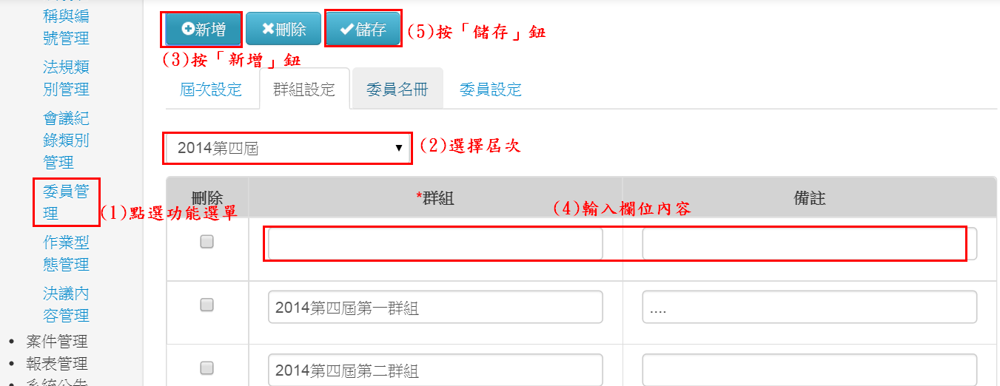 稱與編
號管理
法規類
別管理
會議紀
錄類別
管理
委員管
理
作業型
態管理
決議內
容管理
案件管理
報表管理
系統公告
新增 刪除 儲存 (5)按「儲存」鈕
(3)按「新增」鈕
屆次設定 群組設定 委員名冊 委員設定
2014第四屆 (2)選擇屆次
刪除 *群組 備註
(1)點選功能選單 (4)輸入欄位內容
2014第四屆第一群組 ....
2014第四屆第二群組